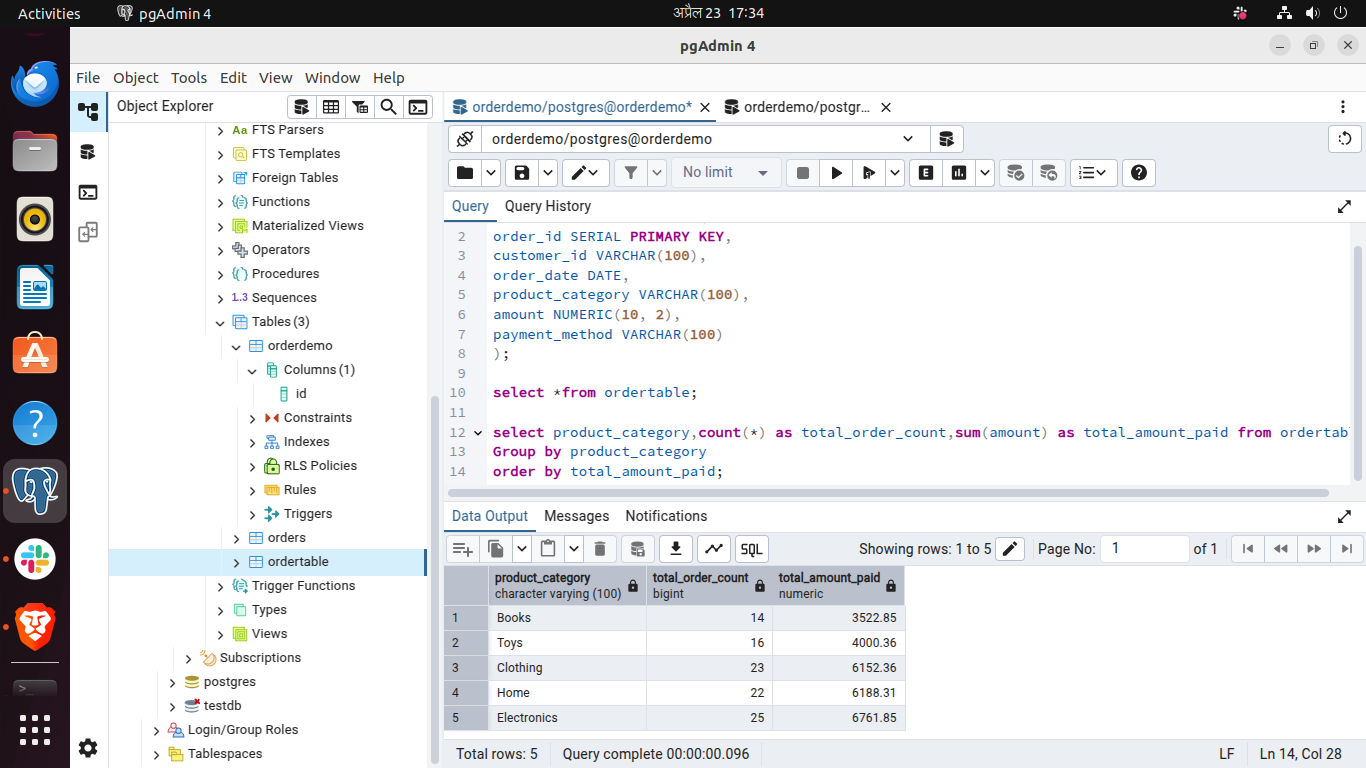 Activities pgAdmin 4 अप्रैल 23 17:34
pgAdmin 4
File Object Tools Edit View Window Help
Object Explorer
FTS Parsers
FTS Templates
Foreign Tables
Functions
Materialized Views
Operators
Procedures
1.3 Sequences
Tables (3)
orderdemo
Columns (1)
id
Constraints
Indexes
RLS Policies
Rules
Triggers
orders
ordertable
Trigger Functions
Types
Views
Subscriptions
postgres
testdb
Login/Group Roles
Tablespaces
orderdemo/postgres@orderdemo* orderdemo/postgr...
orderdemo/postgres@orderdemo
No limit E
Query Query History
2 order_id SERIAL PRIMARY KEY,
3 customer_id VARCHAR(100),
4 order_date DATE,
5 product_category VARCHAR(100),
6 amount NUMERIC(10, 2),
7 payment_method VARCHAR(100)
8 );
9
10 select *from ordertable;
11
12 select product_category,count(*) as total_order_count,sum(amount) as total_amount_paid from ordertabl
13 Group by product_category
14 order by total_amount_paid;
Data Output Messages Notifications
SQL Showing rows: 1 to 5 Page No: 1 of 1
product_category total_order_count total_amount_paid
character varying (100) bigint numeric
1 Books 14 3522.85
2 Toys 16 4000.36
3 Clothing 23 6152.36
4 Home 22 6188.31
5 Electronics 25 6761.85
Total rows: 5 Query complete 00:00:00.096 LF Ln 14, Col 28